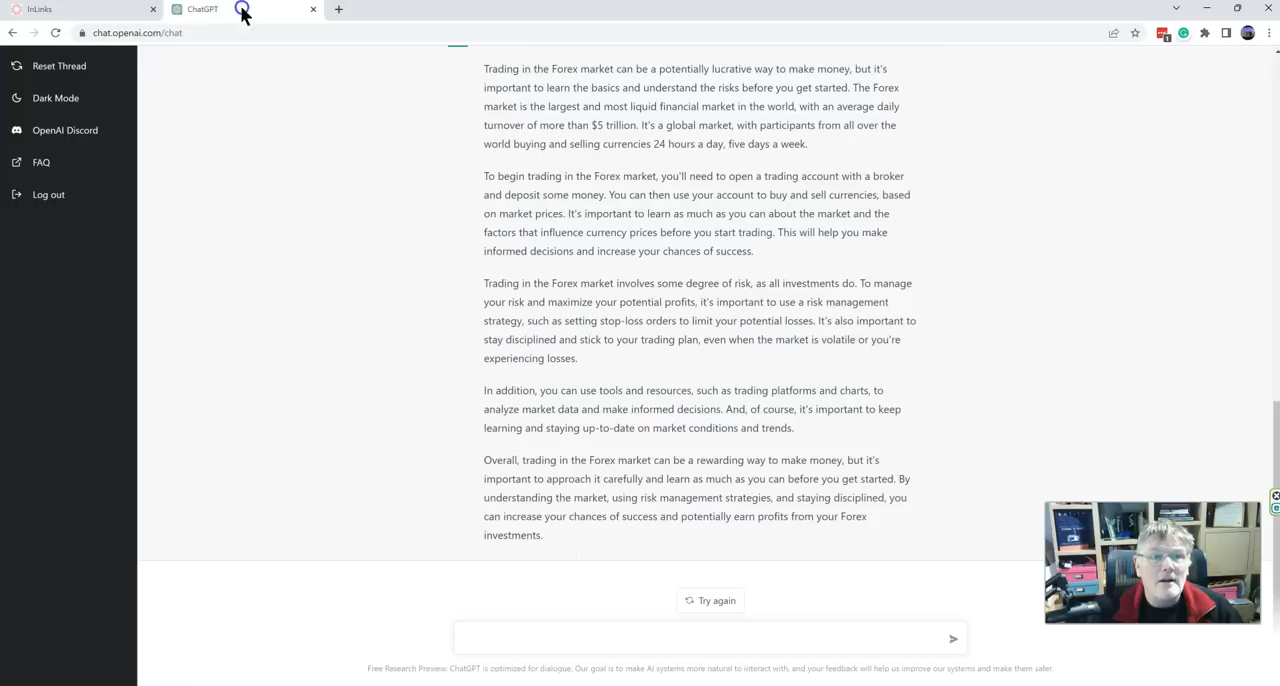 InLinks
ChatGPT
chat.openai.com/chat
Reset Thread
Dark Mode
OpenAI Discord
FAQ
Log out
Trading in the Forex market can be a potentially lucrative way to make money, but it's
important to learn the basics and understand the risks before you get started. The Forex
market is the largest and most liquid financial market in the world, with an average daily
turnover of more than $5 trillion. It's a global market, with participants from all over the
world buying and selling currencies 24 hours a day, five days a week.
To begin trading in the Forex market, you'll need to open a trading account with a broker
and deposit some money. You can then use your account to buy and sell currencies, based
on market prices. It's important to learn as much as you can about the market and the
factors that influence currency prices before you start trading. This will help you make
informed decisions and increase your chances of success.
Trading in the Forex market involves some degree of risk, as all investments do. To manage
your risk and maximize your potential profits, it's important to use a risk management
strategy, such as setting stop-loss orders to limit your potential losses. It's also important to
stay disciplined and stick to your trading plan, even when the market is volatile or you're
experiencing losses.
In addition, you can use tools and resources, such as trading platforms and charts, to
analyze market data and make informed decisions. And, of course, it's important to keep
learning and staying up-to-date on market conditions and trends.
Overall, trading in the Forex market can be a rewarding way to make money, but it's
important to approach it carefully and learn as much as you can before you get started. By
understanding the market, using risk management strategies, and staying disciplined, you
can increase your chances of success and potentially earn profits from your Forex
investments.
Try again
Free Research Preview: ChatGPT is optimized for dialogue. Our goal is to make AI systems more natural to interact with, and your feedback will help us improve our systems and make them safer.